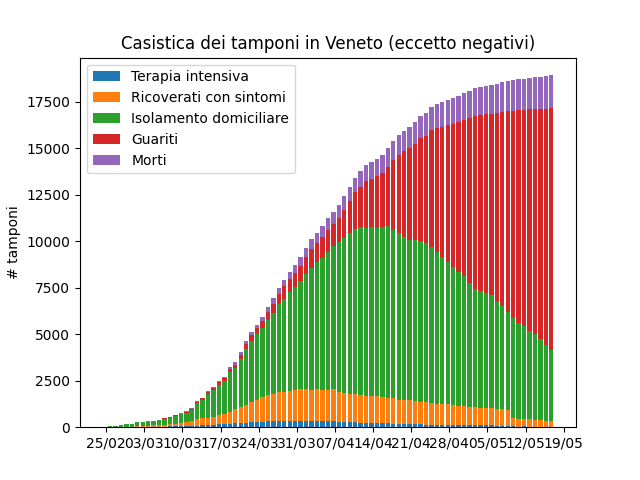 Casistica dei tamponi in Veneto (eccetto negativi)
Terapia intensiva
Ricoverati con sintomi
Isolamento domiciliare
Guariti
Morti
# tamponi
17500
15000
12500
10000
7500
5000
2500
0
25/02 03/03 10/03 17/03 24/03 31/03 07/04 14/04 21/04 28/04 05/05 12/05 19/05